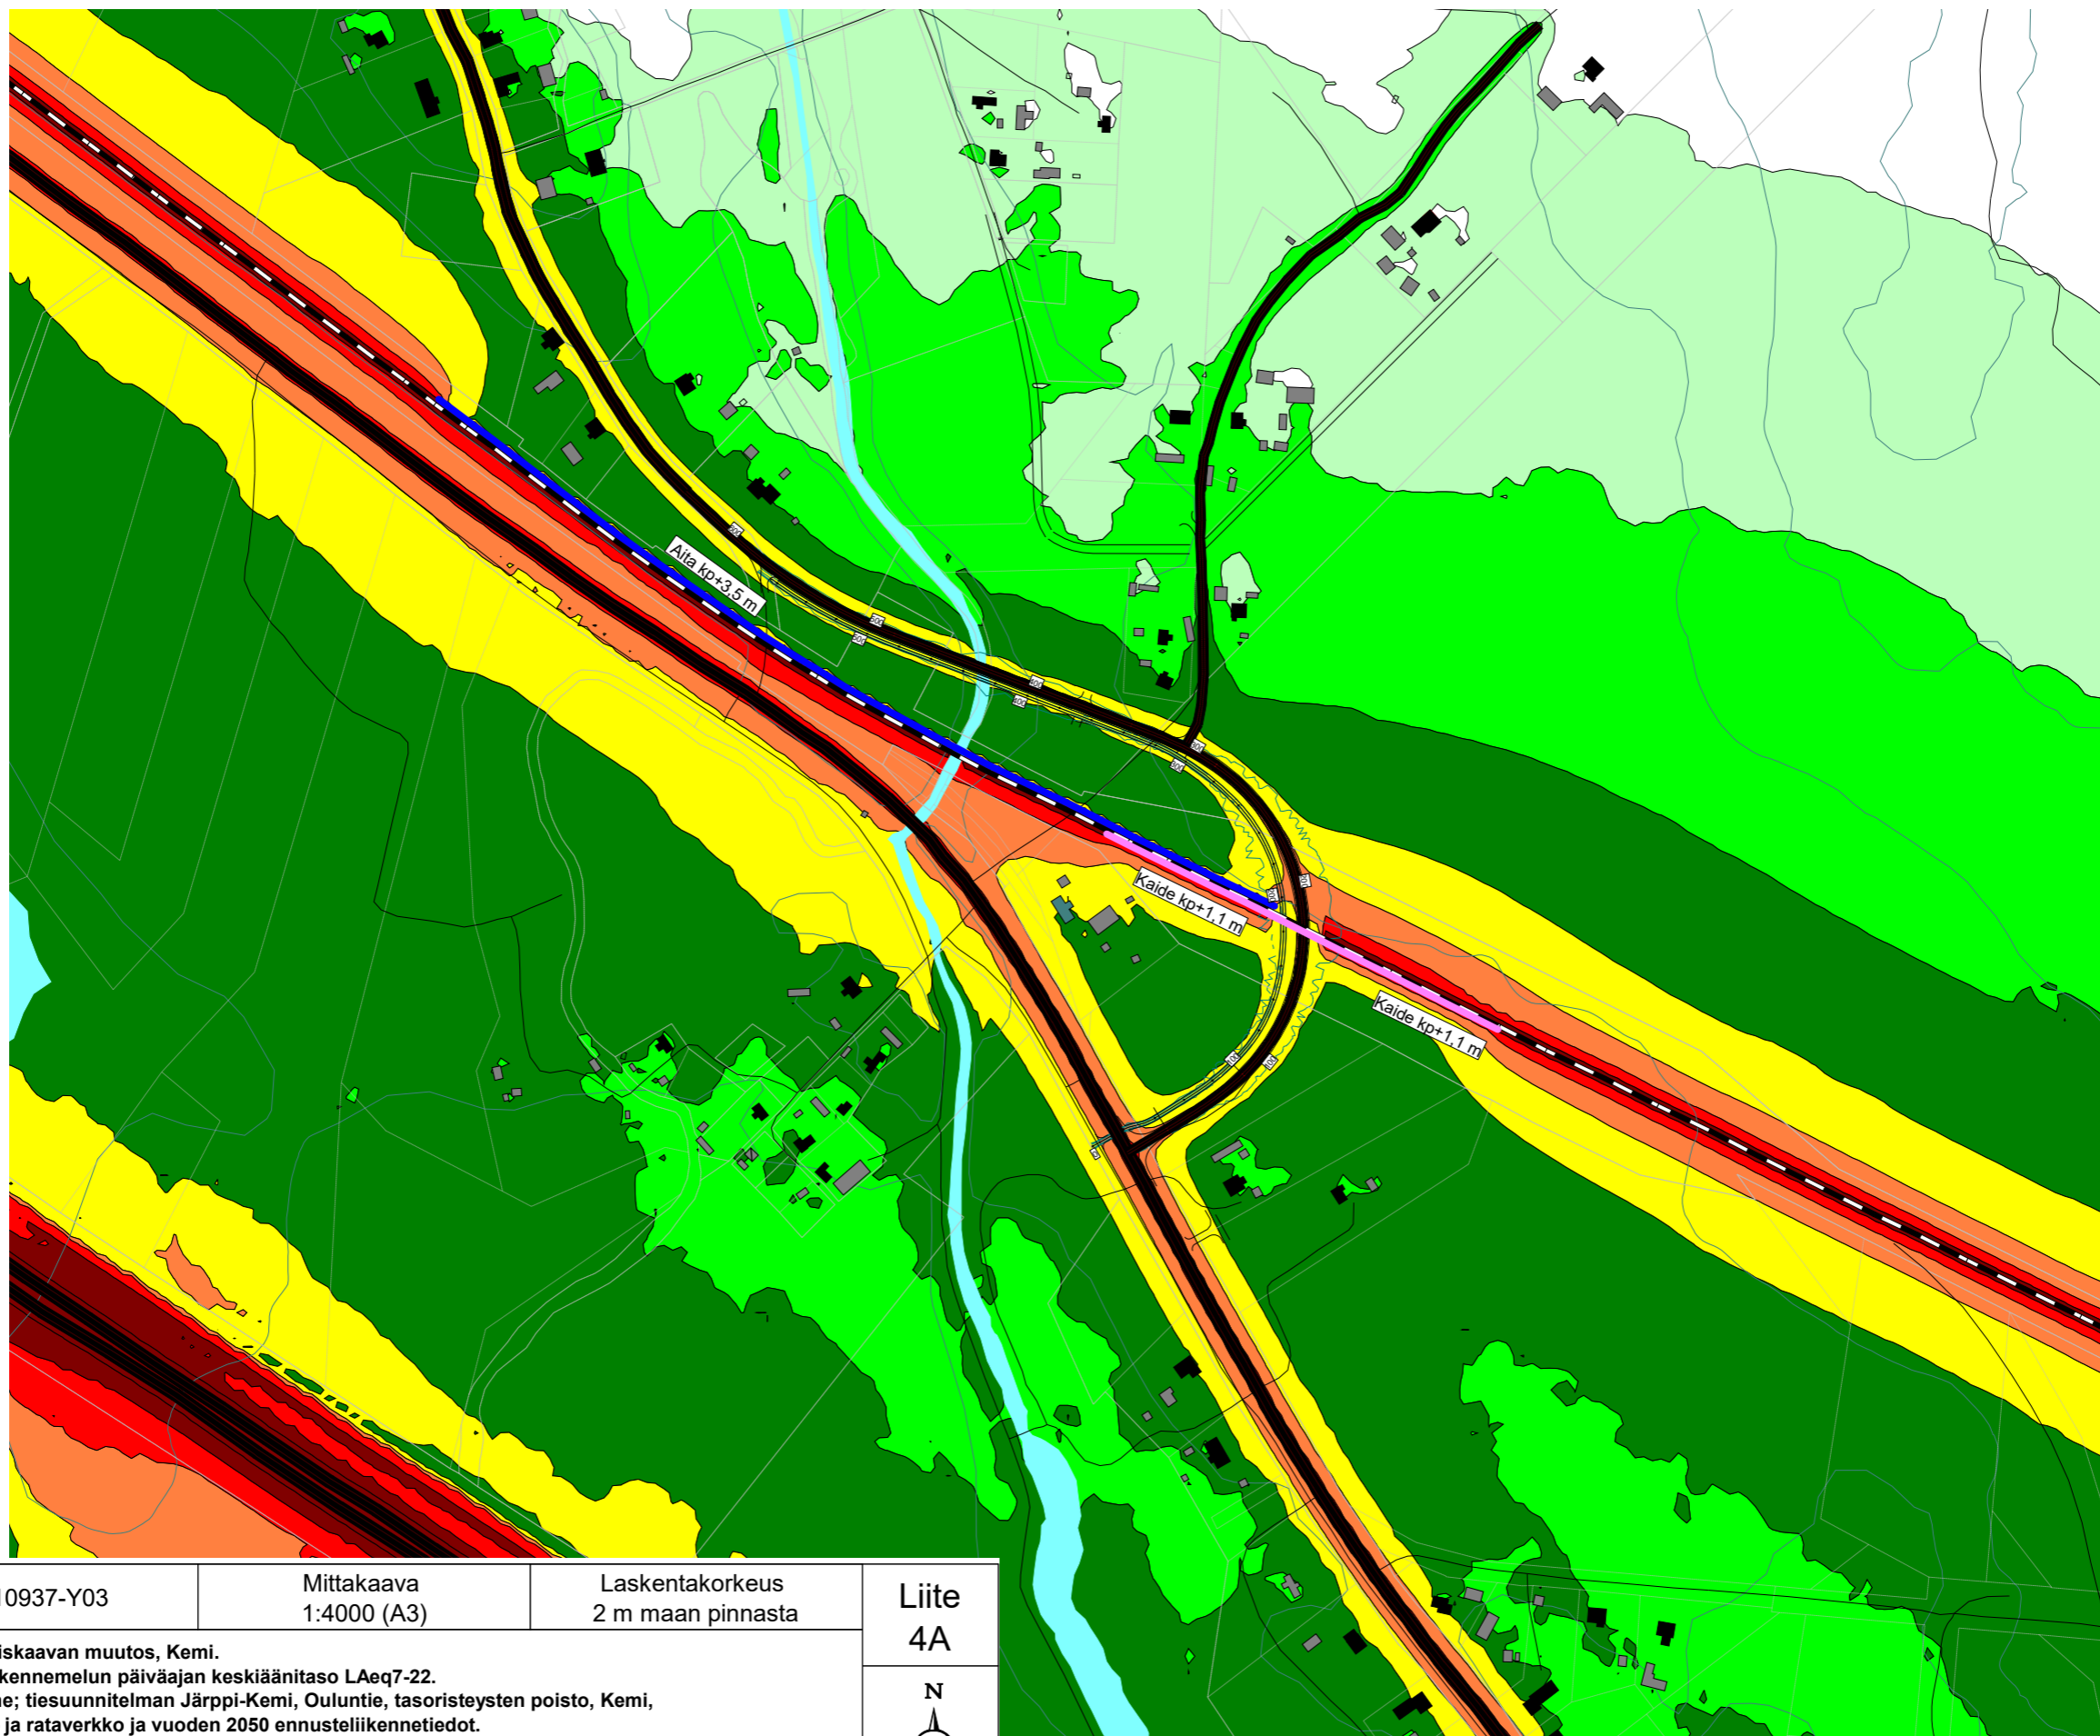 Aita kp+3,5 m
Kaide kp+1,1 m
Kaide kp+1,1 m
10937-Y03
Mittakaava
1:4000 (A3)
Laskentakorkeus
2 m maan pinnasta
Liite
4A
iskaavan muutos, Kemi.
kennemelun päiväajan keskiäänitaso LAeq7-22.
ne; tiesuunnitelman Järppi-Kemi, Ouluntie, tasoristeysten poisto, Kemi,
ja rataverkko ja vuoden 2050 ennusteliikennetiedot.
N